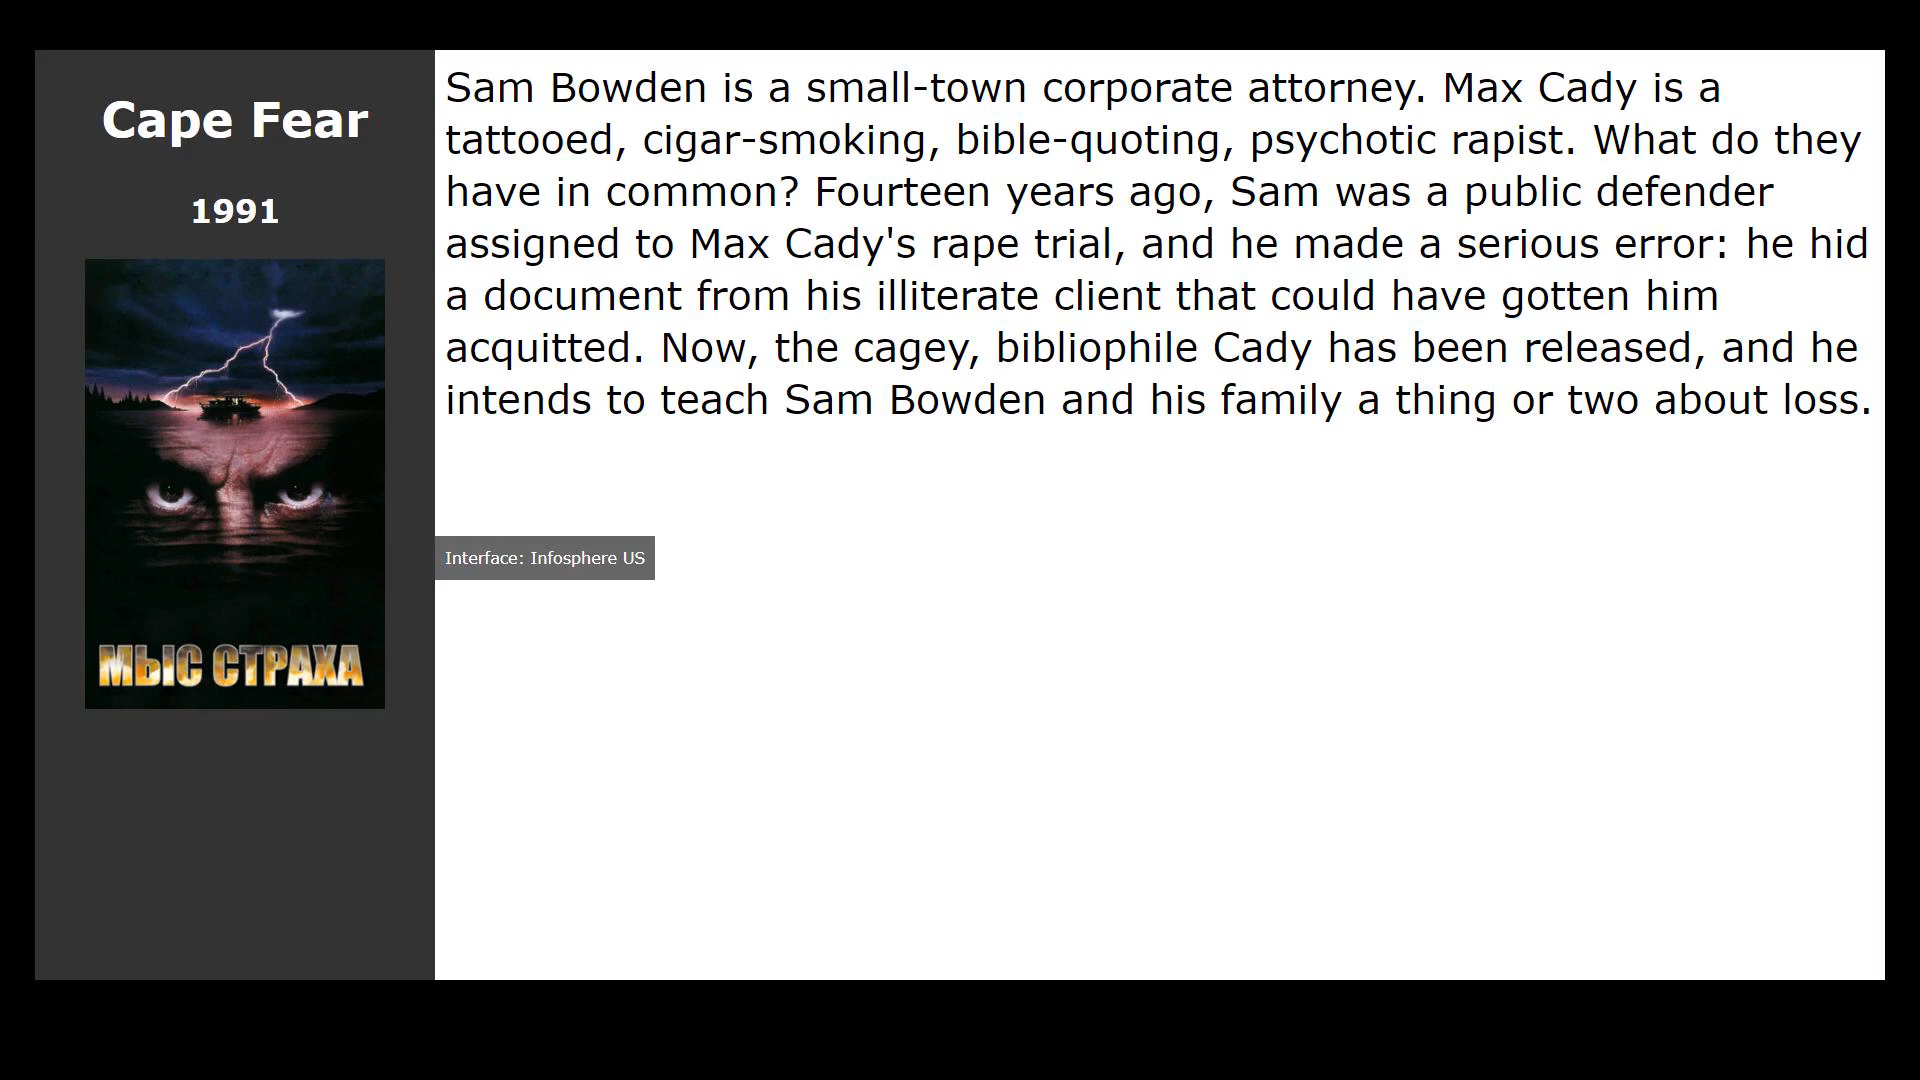 Cape Fear
1991
МЫС СТРАХА
Sam Bowden is a small-town corporate attorney. Max Cady is a
tattooed, cigar-smoking, bible-quoting, psychotic rapist. What do they
have in common? Fourteen years ago, Sam was a public defender
assigned to Max Cady's rape trial, and he made a serious error: he hid
a document from his illiterate client that could have gotten him
acquitted. Now, the cagey, bibliophile Cady has been released, and he
intends to teach Sam Bowden and his family a thing or two about loss.
Interface: Infosphere US